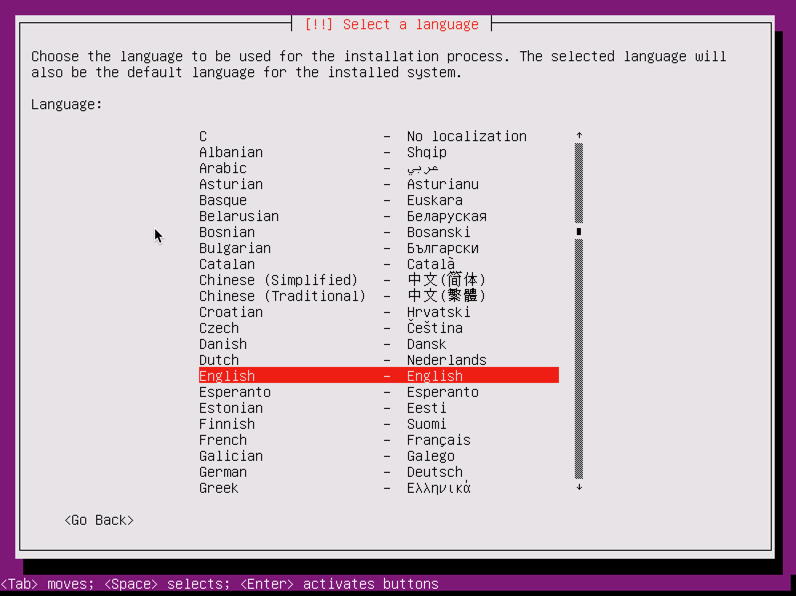 [!!] Select a language
Choose the language to be used for the installation process. The selected language will
also be the default language for the installed system.
Language:
C - No localization
Albanian - Shqip
Arabic - عربي
Asturian - Asturianu
Basque - Euskara
Belarusian - Беларуская
Bosnian - Bosanski
Bulgarian - Български
Catalan - Català
Chinese (Simplified) - 中文(简体)
Chinese (Traditional) - 中文(繁體)
Croatian - Hrvatski
Czech - Čeština
Danish - Dansk
Dutch - Nederlands
English - English
Esperanto - Esperanto
Estonian - Eesti
Finnish - Suomi
French - Français
Galician - Galego
German - Deutsch
Greek - Ελληνικά
<Go Back>
<Tab> moves; <Space> selects; <Enter> activates buttons